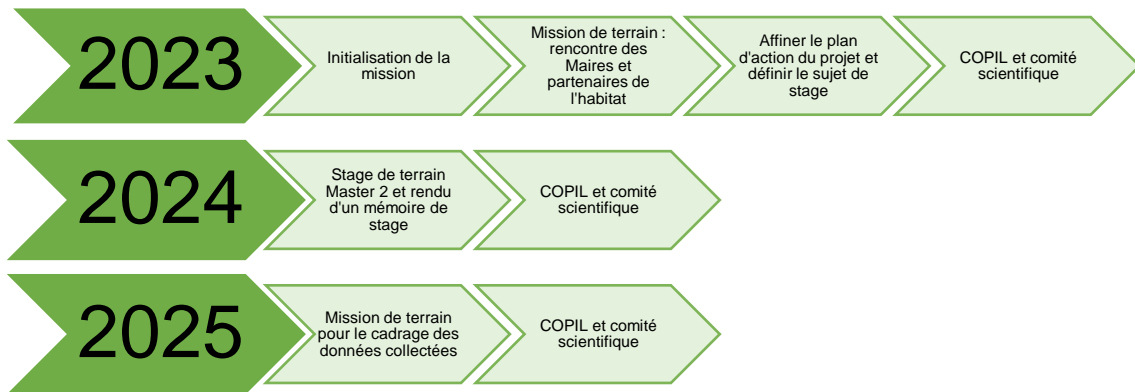 2023
Initialisation de la
mission
Mission de terrain :
rencontre des
Maires et
partenaires de
l'habitat
Affiner le plan
d'action du projet et
définir le sujet de
stage
COPIL et comité
scientifique
2024
Stage de terrain
Master 2 et rendu
d'un mémoire de
stage
COPIL et comité
scientifique
2025
Mission de terrain
pour le cadrage des
données collectées
COPIL et comité
scientifique